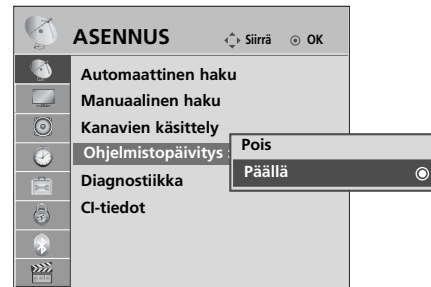 ASENNUS
Siirrä
OK
Automaattinen haku
Manuaalinen haku
Kanavien käsittely
Ohjelmistopäivitys :
Pois
Päällä
Diagnostiikka
CI-tiedot